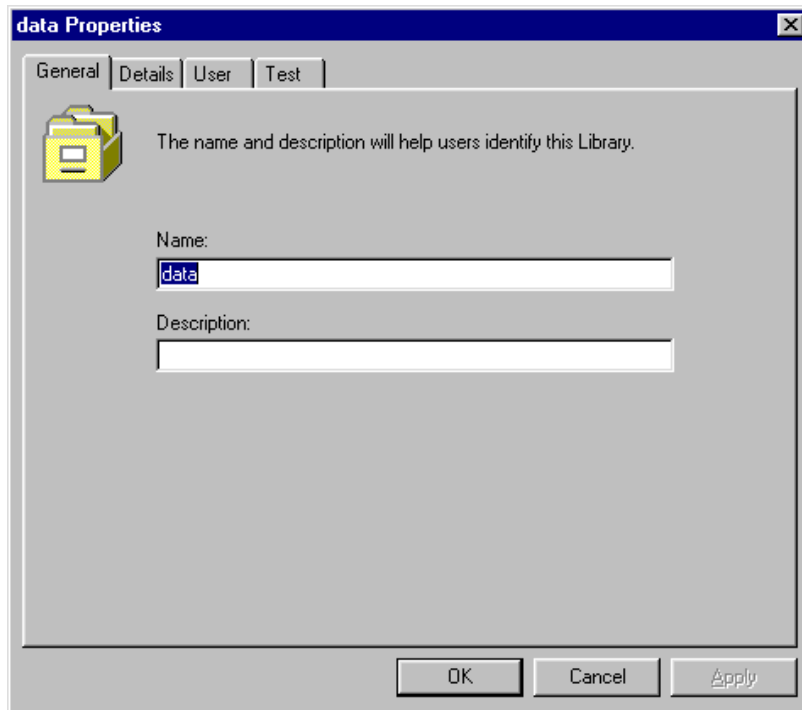 data Properties
General Details User Test
The name and description will help users identify this Library.
Name:
data
Description:
OK Cancel Apply